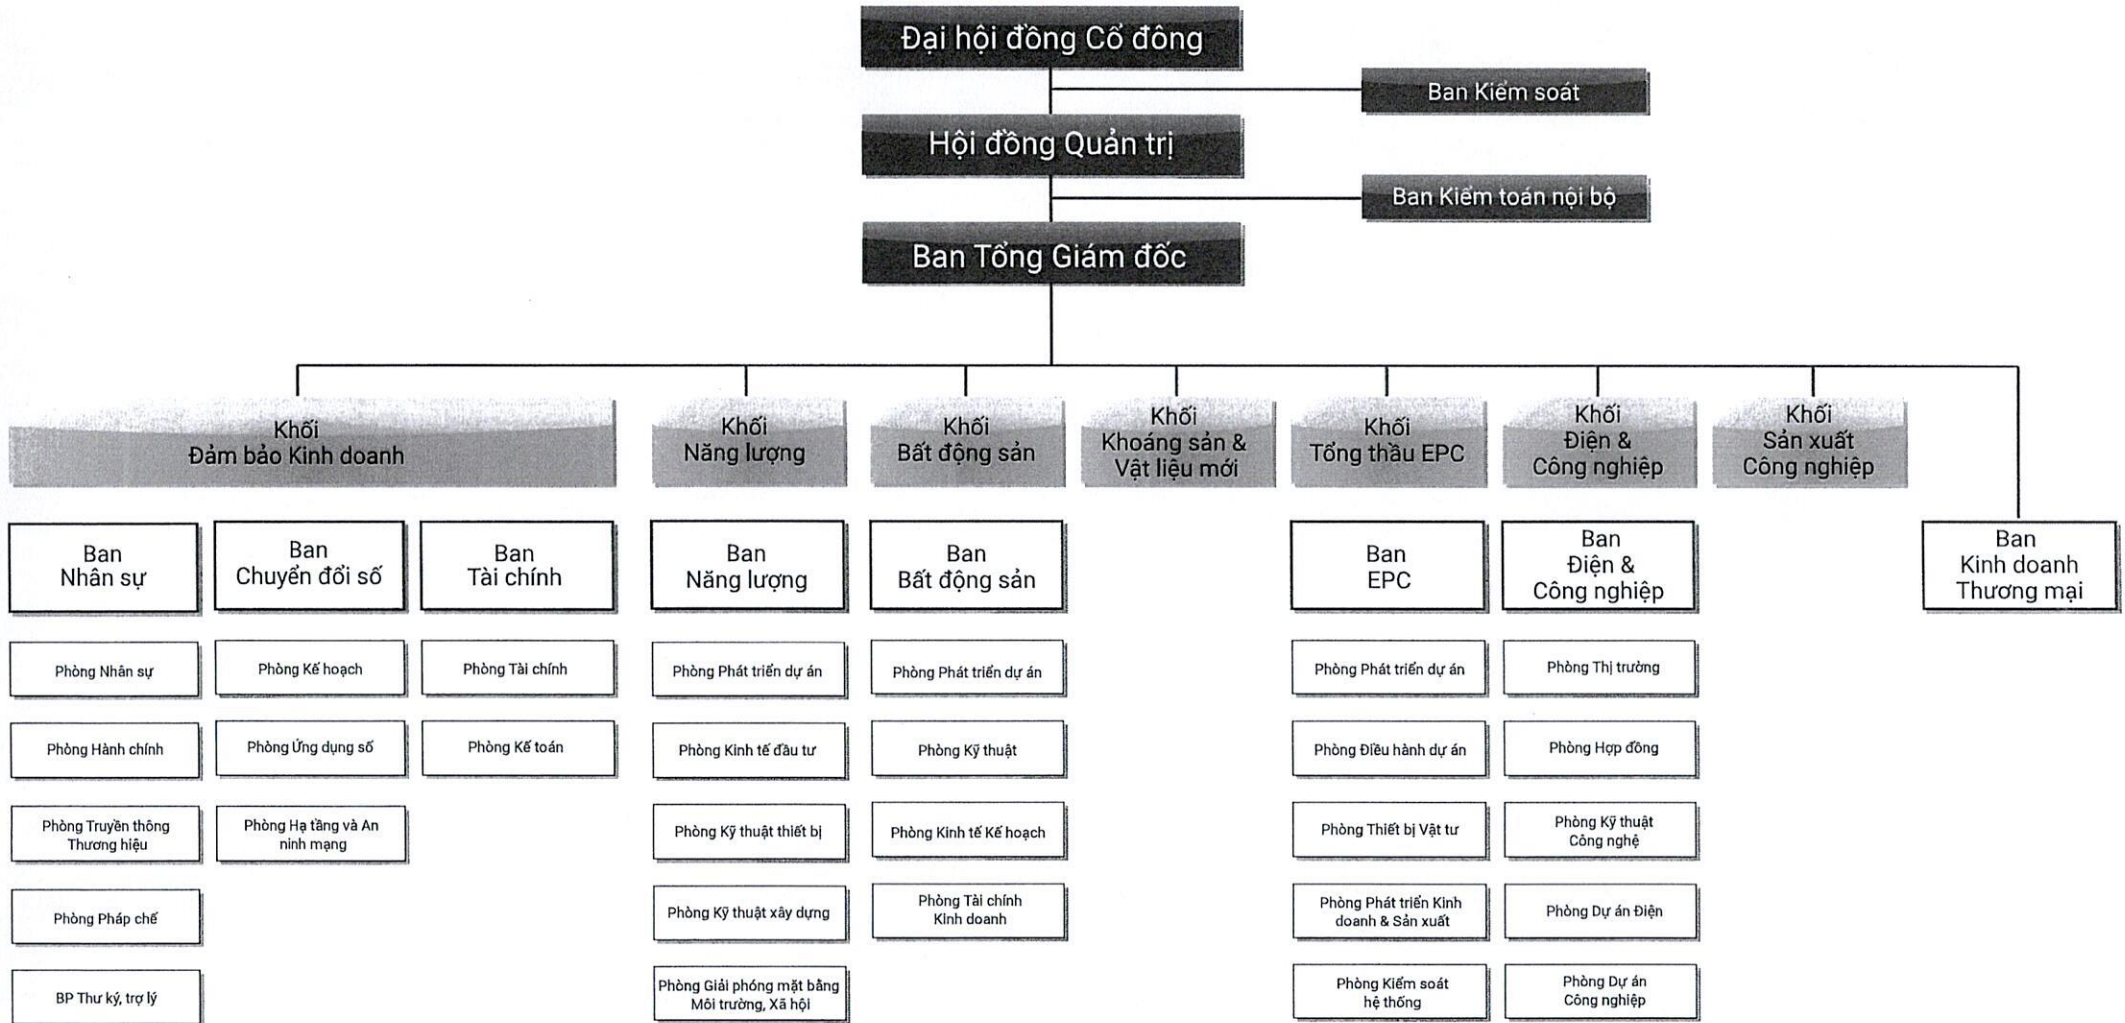 Đại hội đồng Cổ đông
Ban Kiểm soát
Hội đồng Quản trị
Ban Kiểm toán nội bộ
Ban Tổng Giám đốc
Khối
Đảm bảo Kinh doanh
Khối
Năng lượng
Khối
Bất động sản
Khối
Khoáng sản &
Vật liệu mới
Khối
Tổng thầu EPC
Khối
Điện &
Công nghiệp
Khối
Sản xuất
Công nghiệp
Ban
Nhân sự
Ban
Chuyển đổi số
Ban
Tài chính
Ban
Năng lượng
Ban
Bất động sản
Ban
EPC
Ban
Điện &
Công nghiệp
Ban
Kinh doanh
Thương mại
Phòng Nhân sự
Phòng Kế hoạch
Phòng Tài chính
Phòng Phát triển dự án
Phòng Phát triển dự án
Phòng Phát triển dự án
Phòng Thị trường
Phòng Hành chính
Phòng Ứng dụng số
Phòng Kế toán
Phòng Kinh tế đầu tư
Phòng Kỹ thuật
Phòng Điều hành dự án
Phòng Hợp đồng
Phòng Truyền thông
Thương hiệu
Phòng Hạ tầng và An
ninh mạng
Phòng Kỹ thuật thiết bị
Phòng Kinh tế Kế hoạch
Phòng Thiết bị Vật tư
Phòng Kỹ thuật
Công nghệ
Phòng Pháp chế
Phòng Kỹ thuật xây dựng
Phòng Tài chính
Kinh doanh
Phòng Phát triển Kinh
doanh & Sản xuất
Phòng Dự án Điện
BP Thư ký, trợ lý
Phòng Giải phóng mặt bằng
Môi trường, Xã hội
Phòng Kiểm soát
hệ thống
Phòng Dự án
Công nghiệp